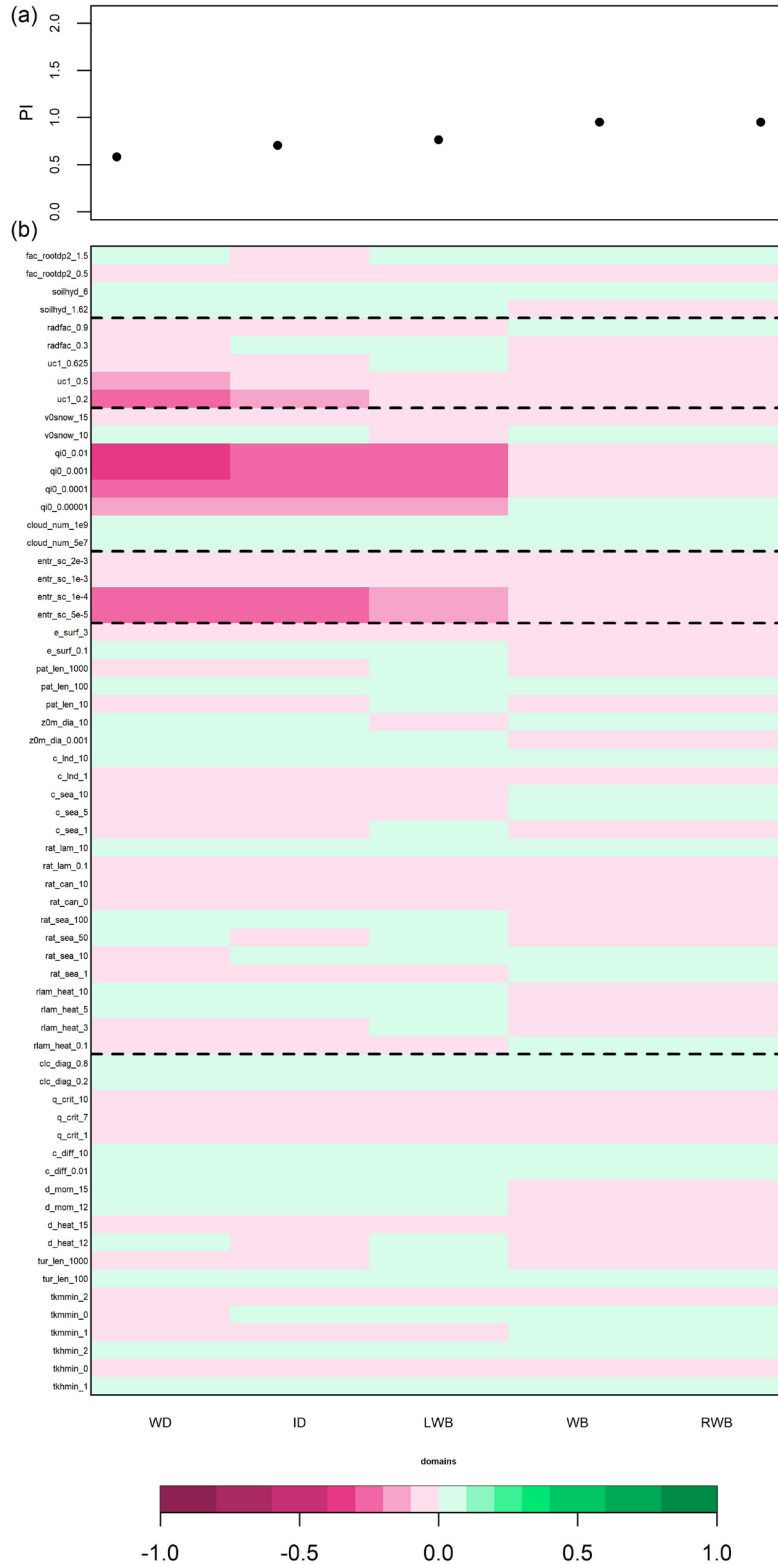 (a)
2.0
1.5
1.0
0.5
0.0
PI
(b)
fac_rootdp2_1.5
fac_rootdp2_0.5
soilhyd_6
soilhyd_1.62
radfac_0.9
radfac_0.3
uc1_0.625
uc1_0.5
uc1_0.2
v0snow_15
v0snow_10
qi0_0.01
qi0_0.001
qi0_0.0001
qi0_0.00001
cloud_num_1e9
cloud_num_5e7
entr_sc_2e-3
entr_sc_1e-3
entr_sc_1e-4
entr_sc_5e-5
e_surf_3
e_surf_0.1
pat_len_1000
pat_len_100
pat_len_10
z0m_dia_10
z0m_dia_0.001
c_lnd_10
c_lnd_1
c_sea_10
c_sea_5
c_sea_1
rat_lam_10
rat_lam_0.1
rat_can_10
rat_can_0
rat_sea_100
rat_sea_50
rat_sea_10
rat_sea_1
rlam_heat_10
rlam_heat_5
rlam_heat_3
rlam_heat_0.1
clc_diag_0.8
clc_diag_0.2
q_crit_10
q_crit_7
q_crit_1
c_diff_10
c_diff_0.01
d_mom_15
d_mom_12
d_heat_15
d_heat_12
tur_len_1000
tur_len_100
tkmmin_2
tkmmin_0
tkmmin_1
tkhmin_2
tkhmin_0
tkhmin_1
WD ID LWB WB RWB
domains
-1.0 -0.5 0.0 0.5 1.0